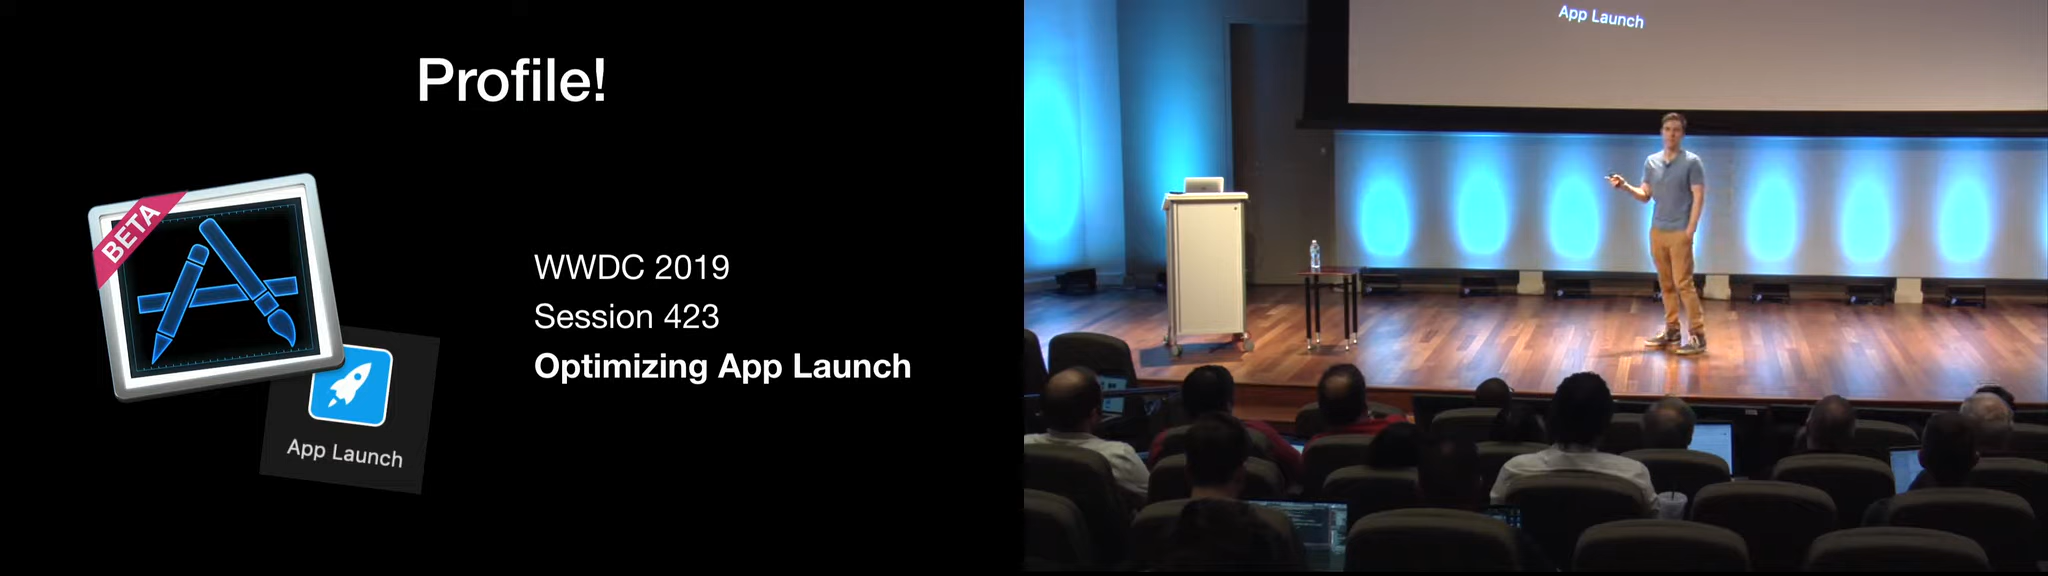 Profile!
BETA
WWDC 2019
Session 423
Optimizing App Launch
App Launch
App Launch